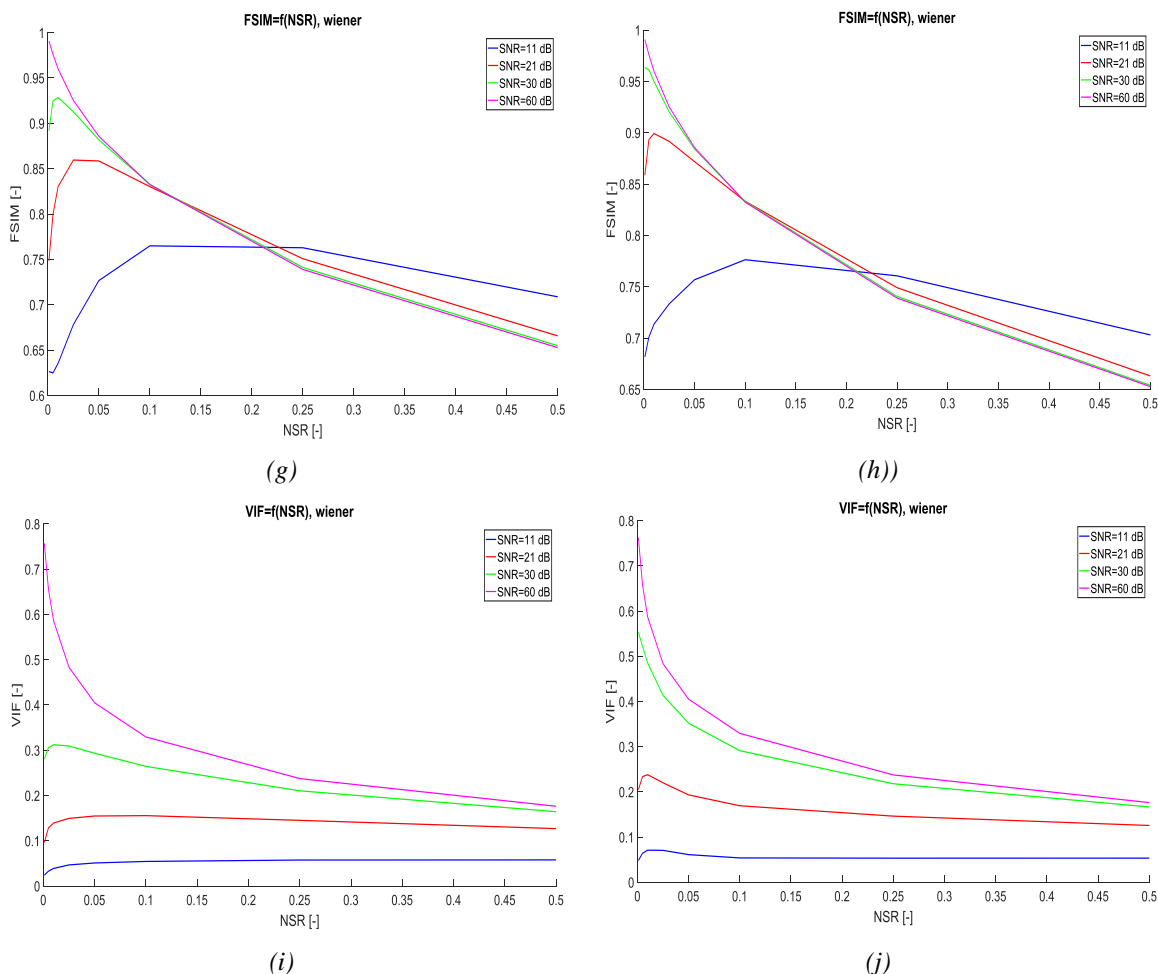 FSIM=f(NSR), wiener
1
0.95
0.9
0.85
0.8
0.75
0.7
0.65
0.6
FSIM [-]
0 0.05 0.1 0.15 0.2 0.25 0.3 0.35 0.4 0.45 0.5
NSR [-]
SNR=11 dB
SNR=21 dB
SNR=30 dB
SNR=60 dB
(g)
FSIM=f(NSR), wiener
1
0.95
0.9
0.85
0.8
0.75
0.7
0.65
FSIM [-]
0 0.05 0.1 0.15 0.2 0.25 0.3 0.35 0.4 0.45 0.5
NSR [-]
SNR=11 dB
SNR=21 dB
SNR=30 dB
SNR=60 dB
(h))
VIF=f(NSR), wiener
0.8
0.7
0.6
0.5
0.4
0.3
0.2
0.1
0
VIF [-]
0 0.05 0.1 0.15 0.2 0.25 0.3 0.35 0.4 0.45 0.5
NSR [-]
SNR=11 dB
SNR=21 dB
SNR=30 dB
SNR=60 dB
(i)
VIF=f(NSR), wiener
0.8
0.7
0.6
0.5
0.4
0.3
0.2
0.1
0
VIF [-]
0 0.05 0.1 0.15 0.2 0.25 0.3 0.35 0.4 0.45 0.5
NSR [-]
SNR=11 dB
SNR=21 dB
SNR=30 dB
SNR=60 dB
(j)